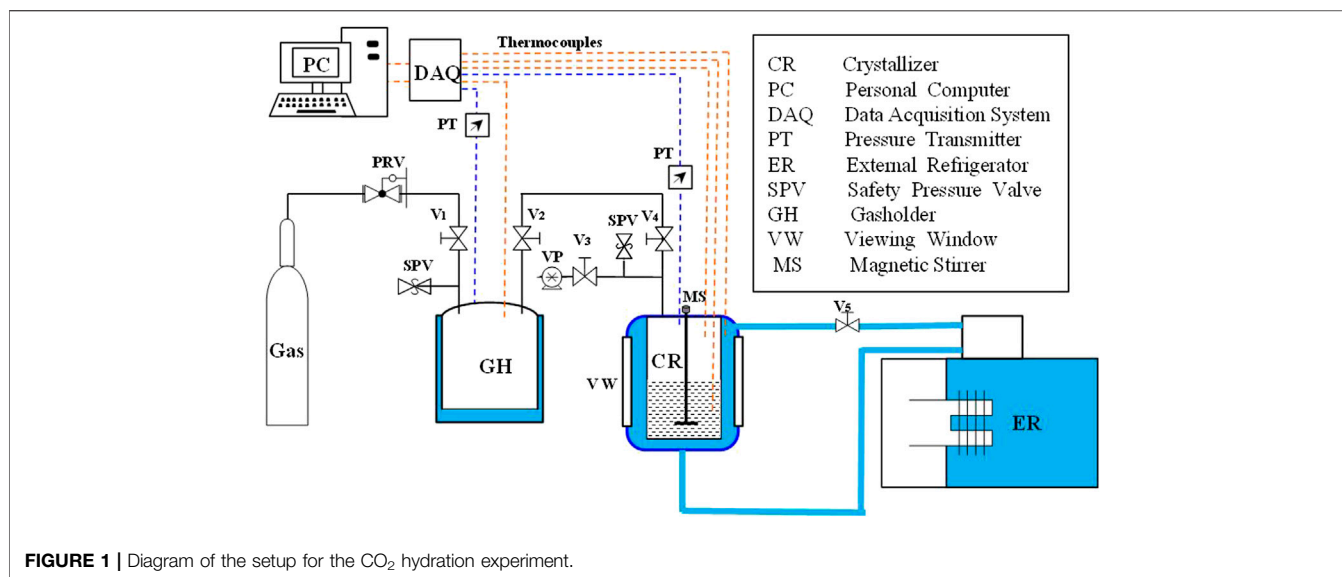 Thermocouples
PC
DAQ
PT
PT
PRV
V1
V2
SPV
V4
V3
VP
SPV
MS
V5
Gas
GH
CR
VW
ER
CR Crystallizer
PC Personal Computer
DAQ Data Acquisition System
PT Pressure Transmitter
ER External Refrigerator
SPV Safety Pressure Valve
GH Gasholder
VW Viewing Window
MS Magnetic Stirrer
FIGURE 1 | Diagram of the setup for the CO₂ hydration experiment.